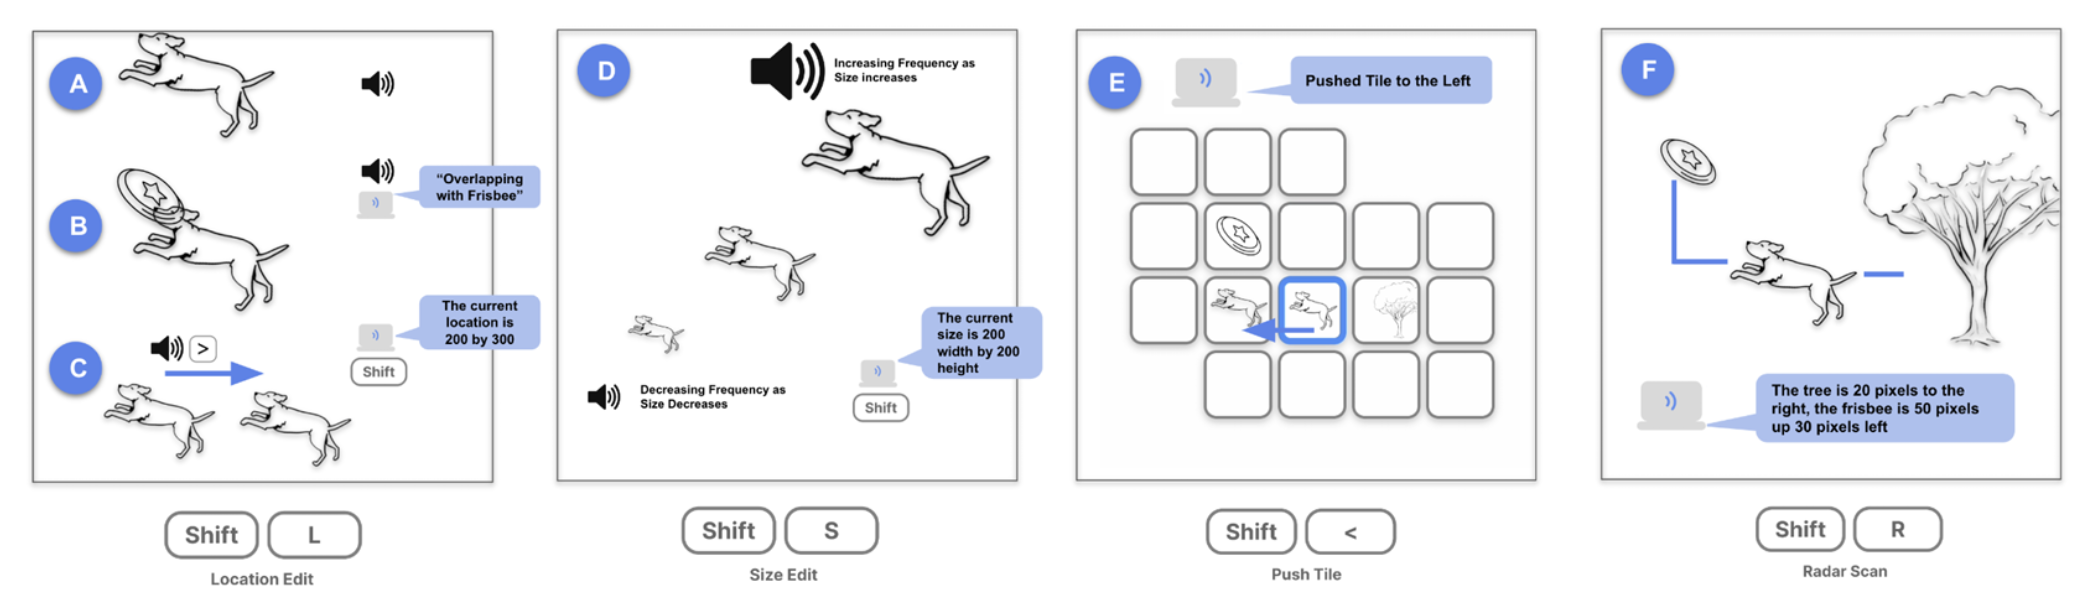 A
B
“Overlapping
with Frisbee”
The current
location is
200 by 300
C
>
Shift
Shift
L
Location Edit
D
Increasing Frequency as
Size increases
The current
size is 200
width by 200
height
Decreasing Frequency as
Size Decreases
Shift
Shift
S
Size Edit
E
Pushed Tile to the Left
Shift
<
Push Tile
F
The tree is 20 pixels to the
right, the frisbee is 50 pixels
up 30 pixels left
Shift
R
Radar Scan